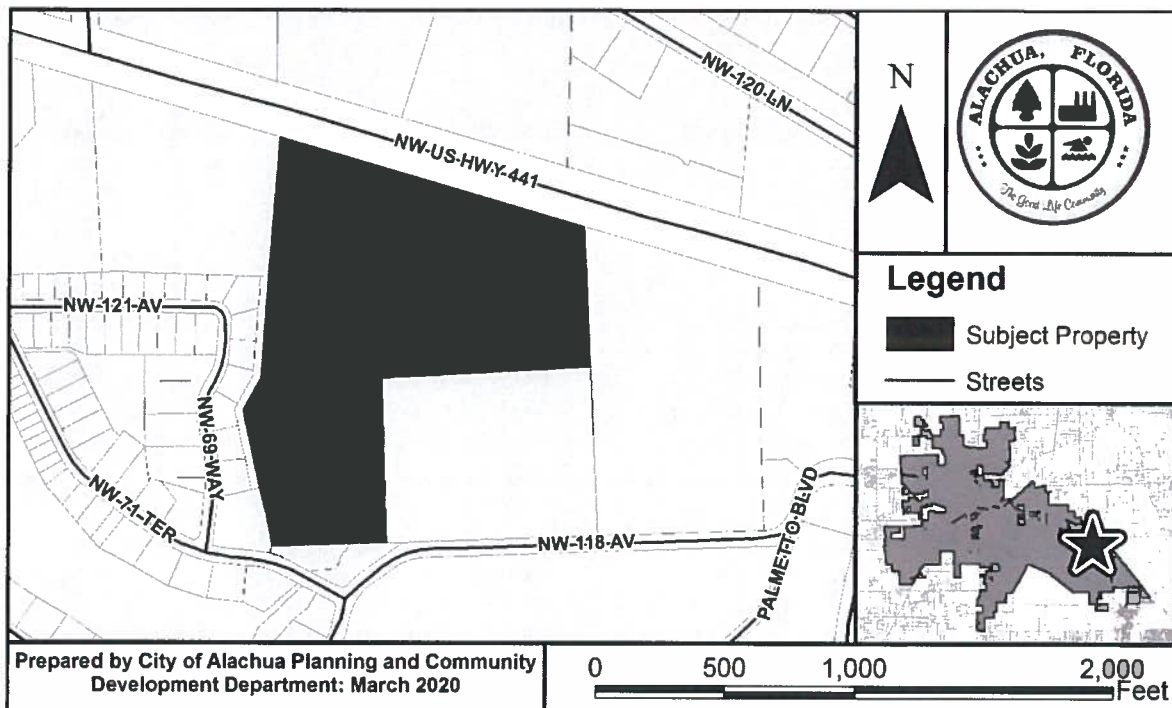 NW-120-LN
NW-US-HWY-441
NW-121-AV
NW-69-WAY
NW-71-TER
NW-118-AV
PALMETTO-BLVD
N
ALACHUA, FLORIDA
The Good Life Community
Legend
Subject Property
Streets
Prepared by City of Alachua Planning and Community
Development Department: March 2020
0 500 1,000 2,000
Feet